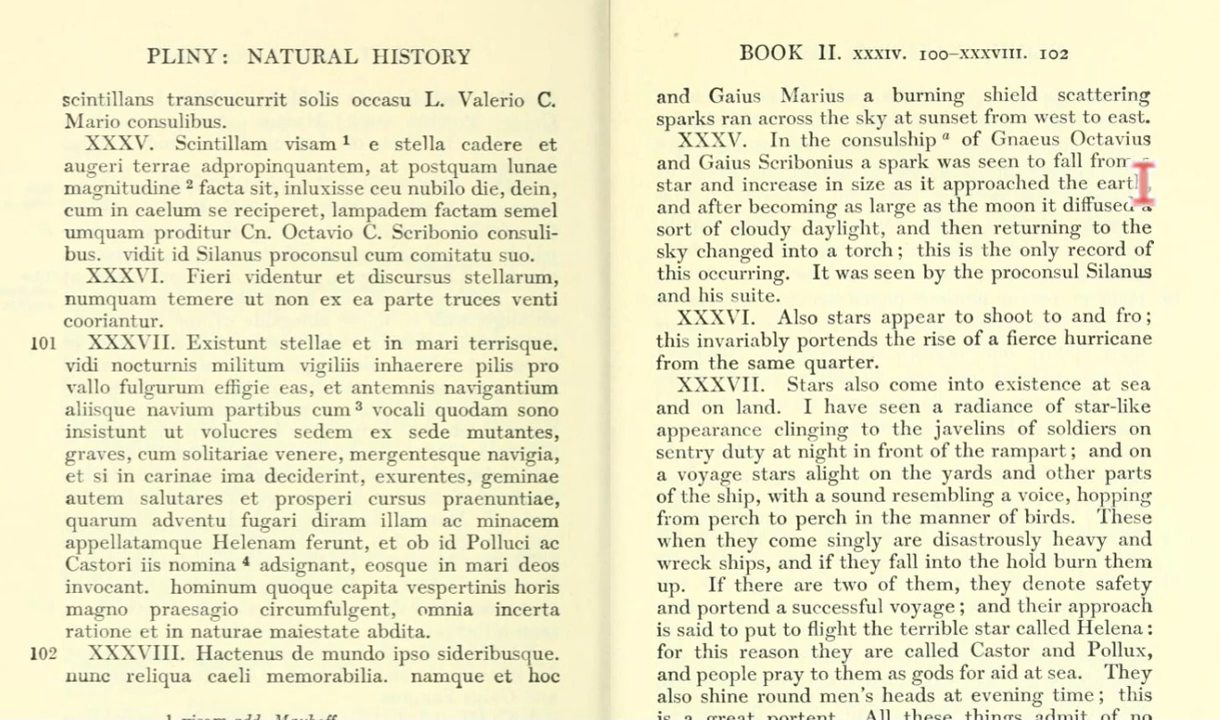 PLINY: NATURAL HISTORY
scintillans transcucurrit solis occasu L. Valerio C.
Mario consulibus.
XXXV. Scintillam visam 1 e stella cadere et
augeri terrae adpropinquantem, at postquam lunae
magnitudine 2 facta sit, inluxisse ceu nubilo die, dein,
cum in caelum se reciperet, lampadem factam semel
umquam proditur Cn. Octavio C. Scribonio consuli-
bus. vidit id Silanus proconsul cum comitatu suo.
XXXVI. Fieri videntur et discursus stellarum,
numquam temere ut non ex ea parte truces venti
cooriantur.
101 XXXVII. Existunt stellae et in mari terrisque.
vidi nocturnis militum vigiliis inhaerere pilis pro
vallo fulgurum effigie eas, et antemnis navigantium
aliisque navium partibus cum 3 vocali quodam sono
insistunt ut volucres sedem ex sede mutantes,
graves, cum solitariae venere, mergentesque navigia,
et si in carinae ima deciderint, exurentes, geminae
autem salutares et prosperi cursus praenuntiae,
quarum adventu fugari diram illam ac minacem
appellatamque Helenam ferunt, et ob id Polluci ac
Castori iis nomina 4 adsignant, eosque in mari deos
invocant. hominum quoque capita vespertinis horis
magno praesagio circumfulgent, omnia incerta
ratione et in naturae maiestate abdita.
102 XXXVIII. Hactenus de mundo ipso sideribusque.
nunc reliqua caeli memorabilia. namque et hoc
BOOK II. XXXIV. 100–XXXVIII. 102
and Gaius Marius a burning shield scattering
sparks ran across the sky at sunset from west to east.
XXXV. In the consulship a of Gnaeus Octavius
and Gaius Scribonius a spark was seen to fall from
star and increase in size as it approached the earth,
and after becoming as large as the moon it diffused a
sort of cloudy daylight, and then returning to the
sky changed into a torch; this is the only record of
this occurring. It was seen by the proconsul Silanus
and his suite.
XXXVI. Also stars appear to shoot to and fro;
this invariably portends the rise of a fierce hurricane
from the same quarter.
XXXVII. Stars also come into existence at sea
and on land. I have seen a radiance of star-like
appearance clinging to the javelins of soldiers on
sentry duty at night in front of the rampart; and on
a voyage stars alight on the yards and other parts
of the ship, with a sound resembling a voice, hopping
from perch to perch in the manner of birds. These
when they come singly are disastrously heavy and
wreck ships, and if they fall into the hold burn them
up. If there are two of them, they denote safety
and portend a successful voyage; and their approach
is said to put to flight the terrible star called Helena:
for this reason they are called Castor and Pollux,
and people pray to them as gods for aid at sea. They
also shine round men's heads at evening time; this
is a great portent. All these things admit of no